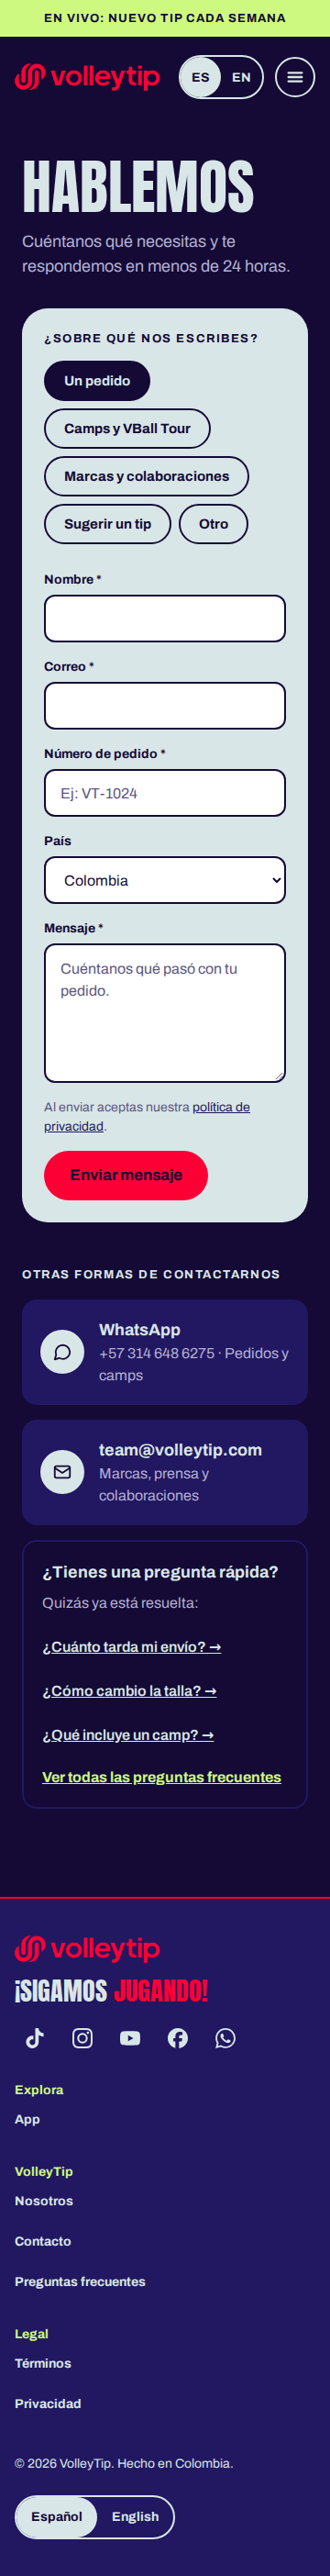 EN VIVO: NUEVO TIP CADA SEMANA
volleytip
ES EN
HABLEMOS
Cuéntanos qué necesitas y te
respondemos en menos de 24 horas.
¿SOBRE QUÉ NOS ESCRIBES?
Un pedido
Camps y VBall Tour
Marcas y colaboraciones
Sugerir un tip Otro
Nombre *
Correo *
Número de pedido *
Ej: VT-1024
País
Colombia
Mensaje *
Cuéntanos qué pasó con tu
pedido.
Al enviar aceptas nuestra política de
privacidad.
Enviar mensaje
OTRAS FORMAS DE CONTACTARNOS
WhatsApp
+57 314 648 6275 · Pedidos y
camps
team@volleytip.com
Marcas, prensa y
colaboraciones
¿Tienes una pregunta rápida?
Quizás ya está resuelta:
¿Cuánto tarda mi envío? →
¿Cómo cambio la talla? →
¿Qué incluye un camp? →
Ver todas las preguntas frecuentes
volleytip
¡SIGAMOS JUGANDO!
Explora
App
VolleyTip
Nosotros
Contacto
Preguntas frecuentes
Legal
Términos
Privacidad
© 2026 VolleyTip. Hecho en Colombia.
Español English